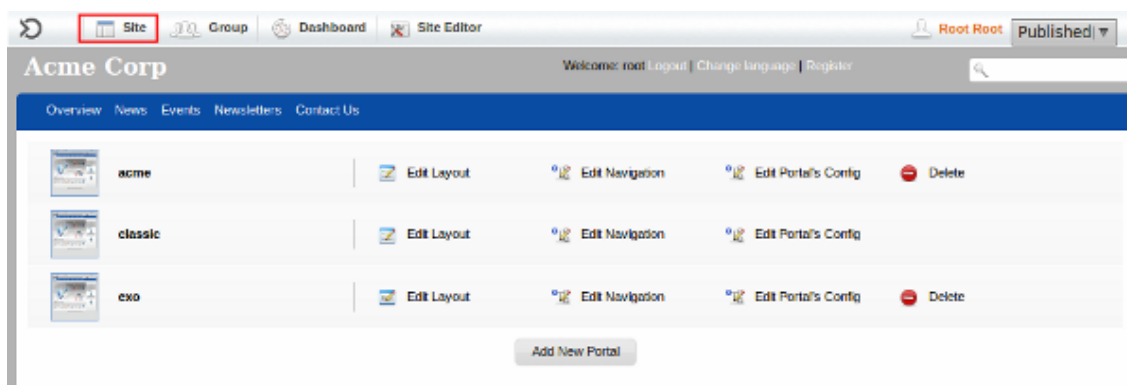 Site Group Dashboard Site Editor Root Root Published
Acme Corp Welcome: root Logout | Change language | Register
Overview News Events Newsletters Contact Us
acme Edit Layout Edit Navigation Edit Portal's Config Delete
classic Edit Layout Edit Navigation Edit Portal's Config
exo Edit Layout Edit Navigation Edit Portal's Config Delete
Add New Portal